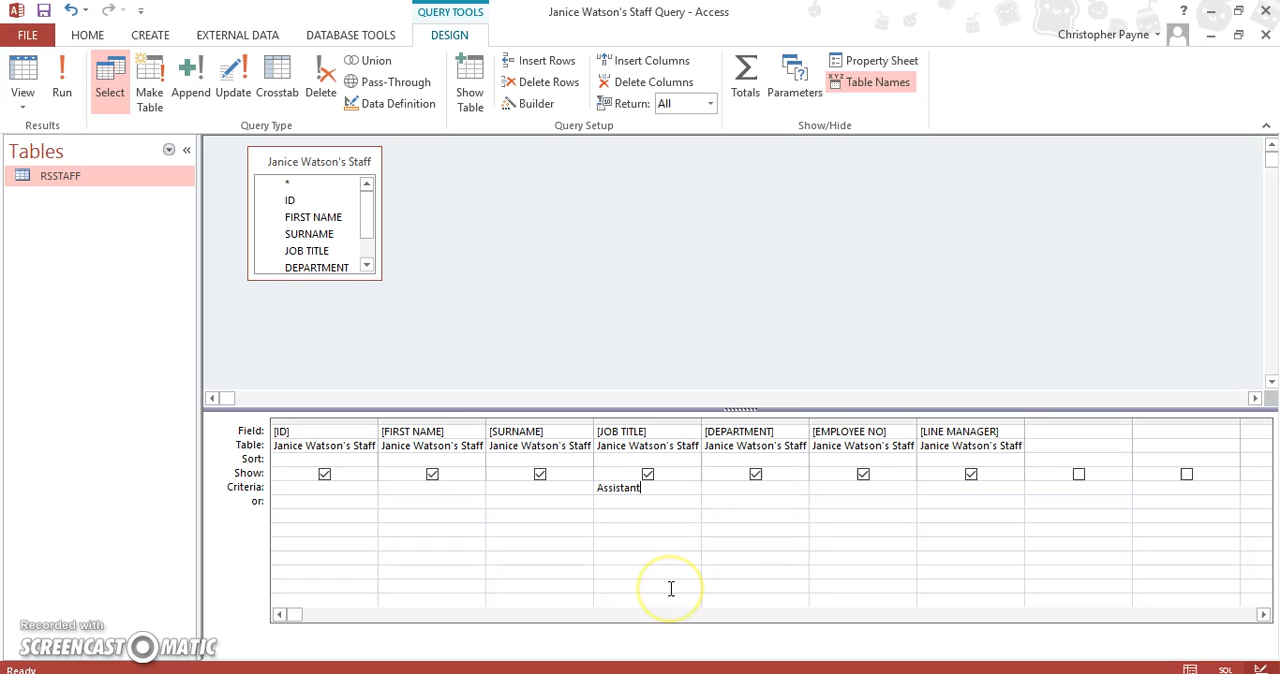 Janice Watson's Staff Query - Access
QUERY TOOLS
FILE HOME CREATE EXTERNAL DATA DATABASE TOOLS DESIGN
Christopher Payne
View
Run
Select
Make Table
Append
Update
Crosstab
Delete
Union
Pass-Through
Data Definition
Show Table
Insert Rows
Delete Rows
Builder
Insert Columns
Delete Columns
Return: All
Totals
Parameters
Property Sheet
XYZ Table Names
Results
Query Type
Query Setup
Show/Hide
Tables
RSSTAFF
Janice Watson's Staff
*
ID
FIRST NAME
SURNAME
JOB TITLE
DEPARTMENT
Field: [ID] [FIRST NAME] [SURNAME] [JOB TITLE] [DEPARTMENT] [EMPLOYEE NO] [LINE MANAGER]
Table: Janice Watson's Staff Janice Watson's Staff Janice Watson's Staff Janice Watson's Staff Janice Watson's Staff Janice Watson's Staff Janice Watson's Staff
Sort:
Show:
Criteria: Assistant
or:
Recorded with
SCREENCAST MATIC
Ready
SQL